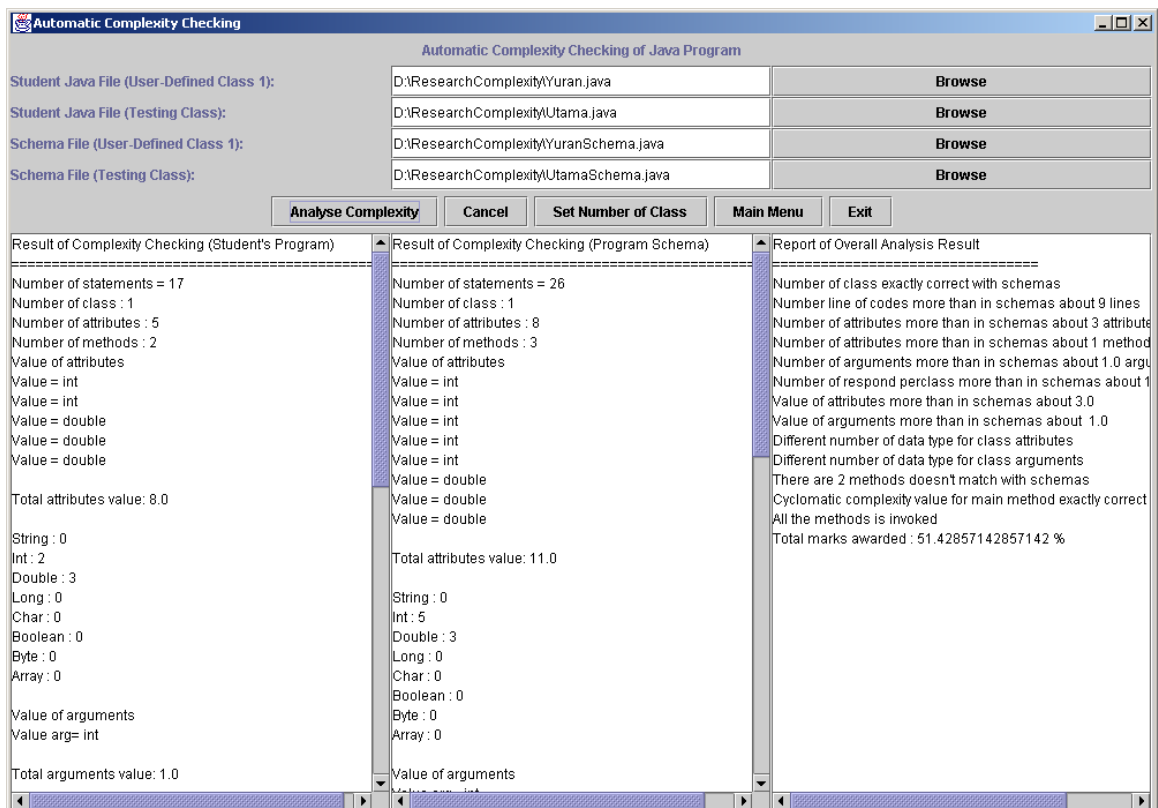 Automatic Complexity Checking
Automatic Complexity Checking of Java Program
Student Java File (User-Defined Class 1):
D:\ResearchComplexity\Yuran.java
Browse
Student Java File (Testing Class):
D:\ResearchComplexity\Utama.java
Browse
Schema File (User-Defined Class 1):
D:\ResearchComplexity\YuranSchema.java
Browse
Schema File (Testing Class):
D:\ResearchComplexity\UtamaSchema.java
Browse
Analyse Complexity
Cancel
Set Number of Class
Main Menu
Exit
Result of Complexity Checking (Student's Program)
==============================================
Number of statements = 17
Number of class : 1
Number of attributes : 5
Number of methods : 2
Value of attributes
Value = int
Value = int
Value = double
Value = double
Value = double
Total attributes value: 8.0
String : 0
Int : 2
Double : 3
Long : 0
Char : 0
Boolean : 0
Byte : 0
Array : 0
Value of arguments
Value arg= int
Total arguments value: 1.0
Result of Complexity Checking (Program Schema)
==============================================
Number of statements = 26
Number of class : 1
Number of attributes : 8
Number of methods : 3
Value of attributes
Value = int
Value = int
Value = int
Value = int
Value = int
Value = double
Value = double
Value = double
Total attributes value: 11.0
String : 0
Int : 5
Double : 3
Long : 0
Char : 0
Boolean : 0
Byte : 0
Array : 0
Value of arguments
Value arg= int
Report of Overall Analysis Result
=================================
Number of class exactly correct with schemas
Number line of codes more than in schemas about 9 lines
Number of attributes more than in schemas about 3 attribute
Number of attributes more than in schemas about 1 method
Number of arguments more than in schemas about 1.0 argu
Number of respond perclass more than in schemas about 1
Value of attributes more than in schemas about 3.0
Value of arguments more than in schemas about 1.0
Different number of data type for class attributes
Different number of data type for class arguments
There are 2 methods doesn't match with schemas
Cyclomatic complexity value for main method exactly correct
All the methods is invoked
Total marks awarded : 51.42857142857142 %